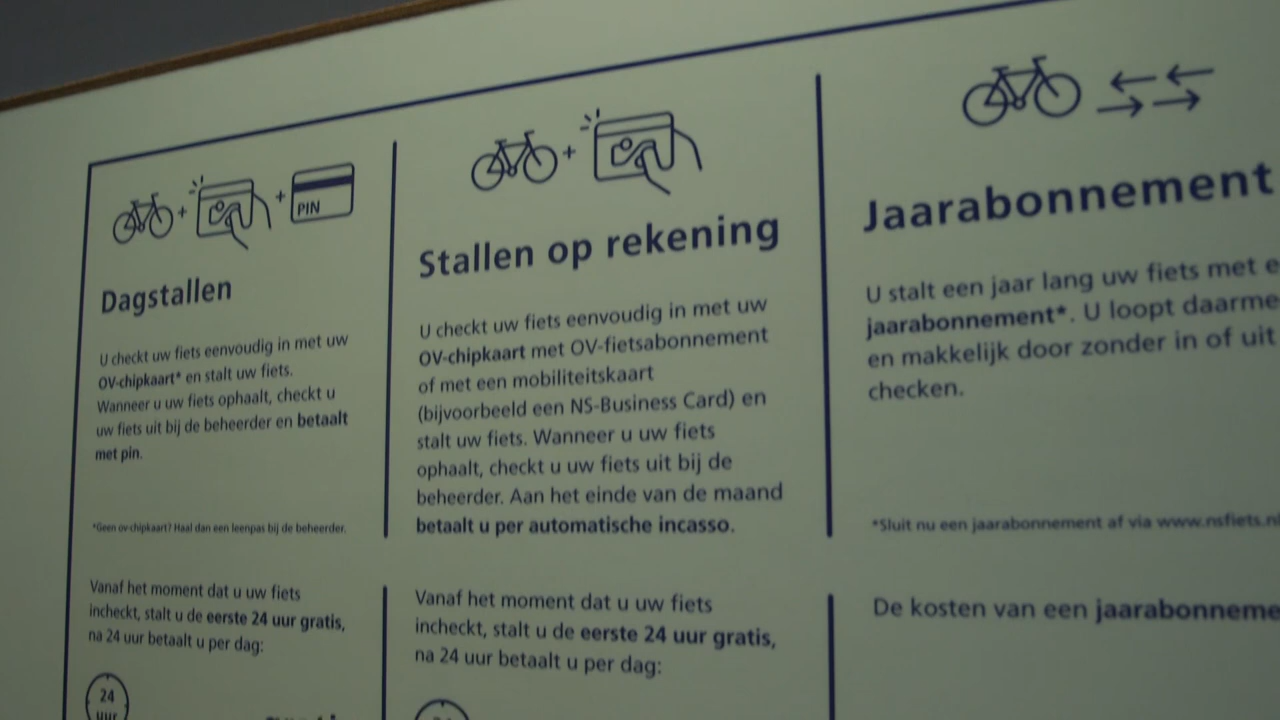 PIN
Dagstallen
U checkt uw fiets eenvoudig in met uw
OV-chipkaart* en stalt uw fiets.
Wanneer u uw fiets ophaalt, checkt u
uw fiets uit bij de beheerder en betaalt
met pin.
*Geen ov-chipkaart? Haal dan een leenpas bij de beheerder.
Vanaf het moment dat u uw fiets
incheckt, stalt u de eerste 24 uur gratis,
na 24 uur betaalt u per dag:
24
uur
Stallen op rekening
U checkt uw fiets eenvoudig in met uw
OV-chipkaart met OV-fietsabonnement
of met een mobiliteitskaart
(bijvoorbeeld een NS-Business Card) en
stalt uw fiets. Wanneer u uw fiets
ophaalt, checkt u uw fiets uit bij de
beheerder. Aan het einde van de maand
betaalt u per automatische incasso.
Vanaf het moment dat u uw fiets
incheckt, stalt u de eerste 24 uur gratis,
na 24 uur betaalt u per dag:
Jaarabonnement
U stalt een jaar lang uw fiets met e
jaarabonnement*. U loopt daarme
en makkelijk door zonder in of uit
checken.
*Sluit nu een jaarabonnement af via www.nsfiets.n
De kosten van een jaarabonneme